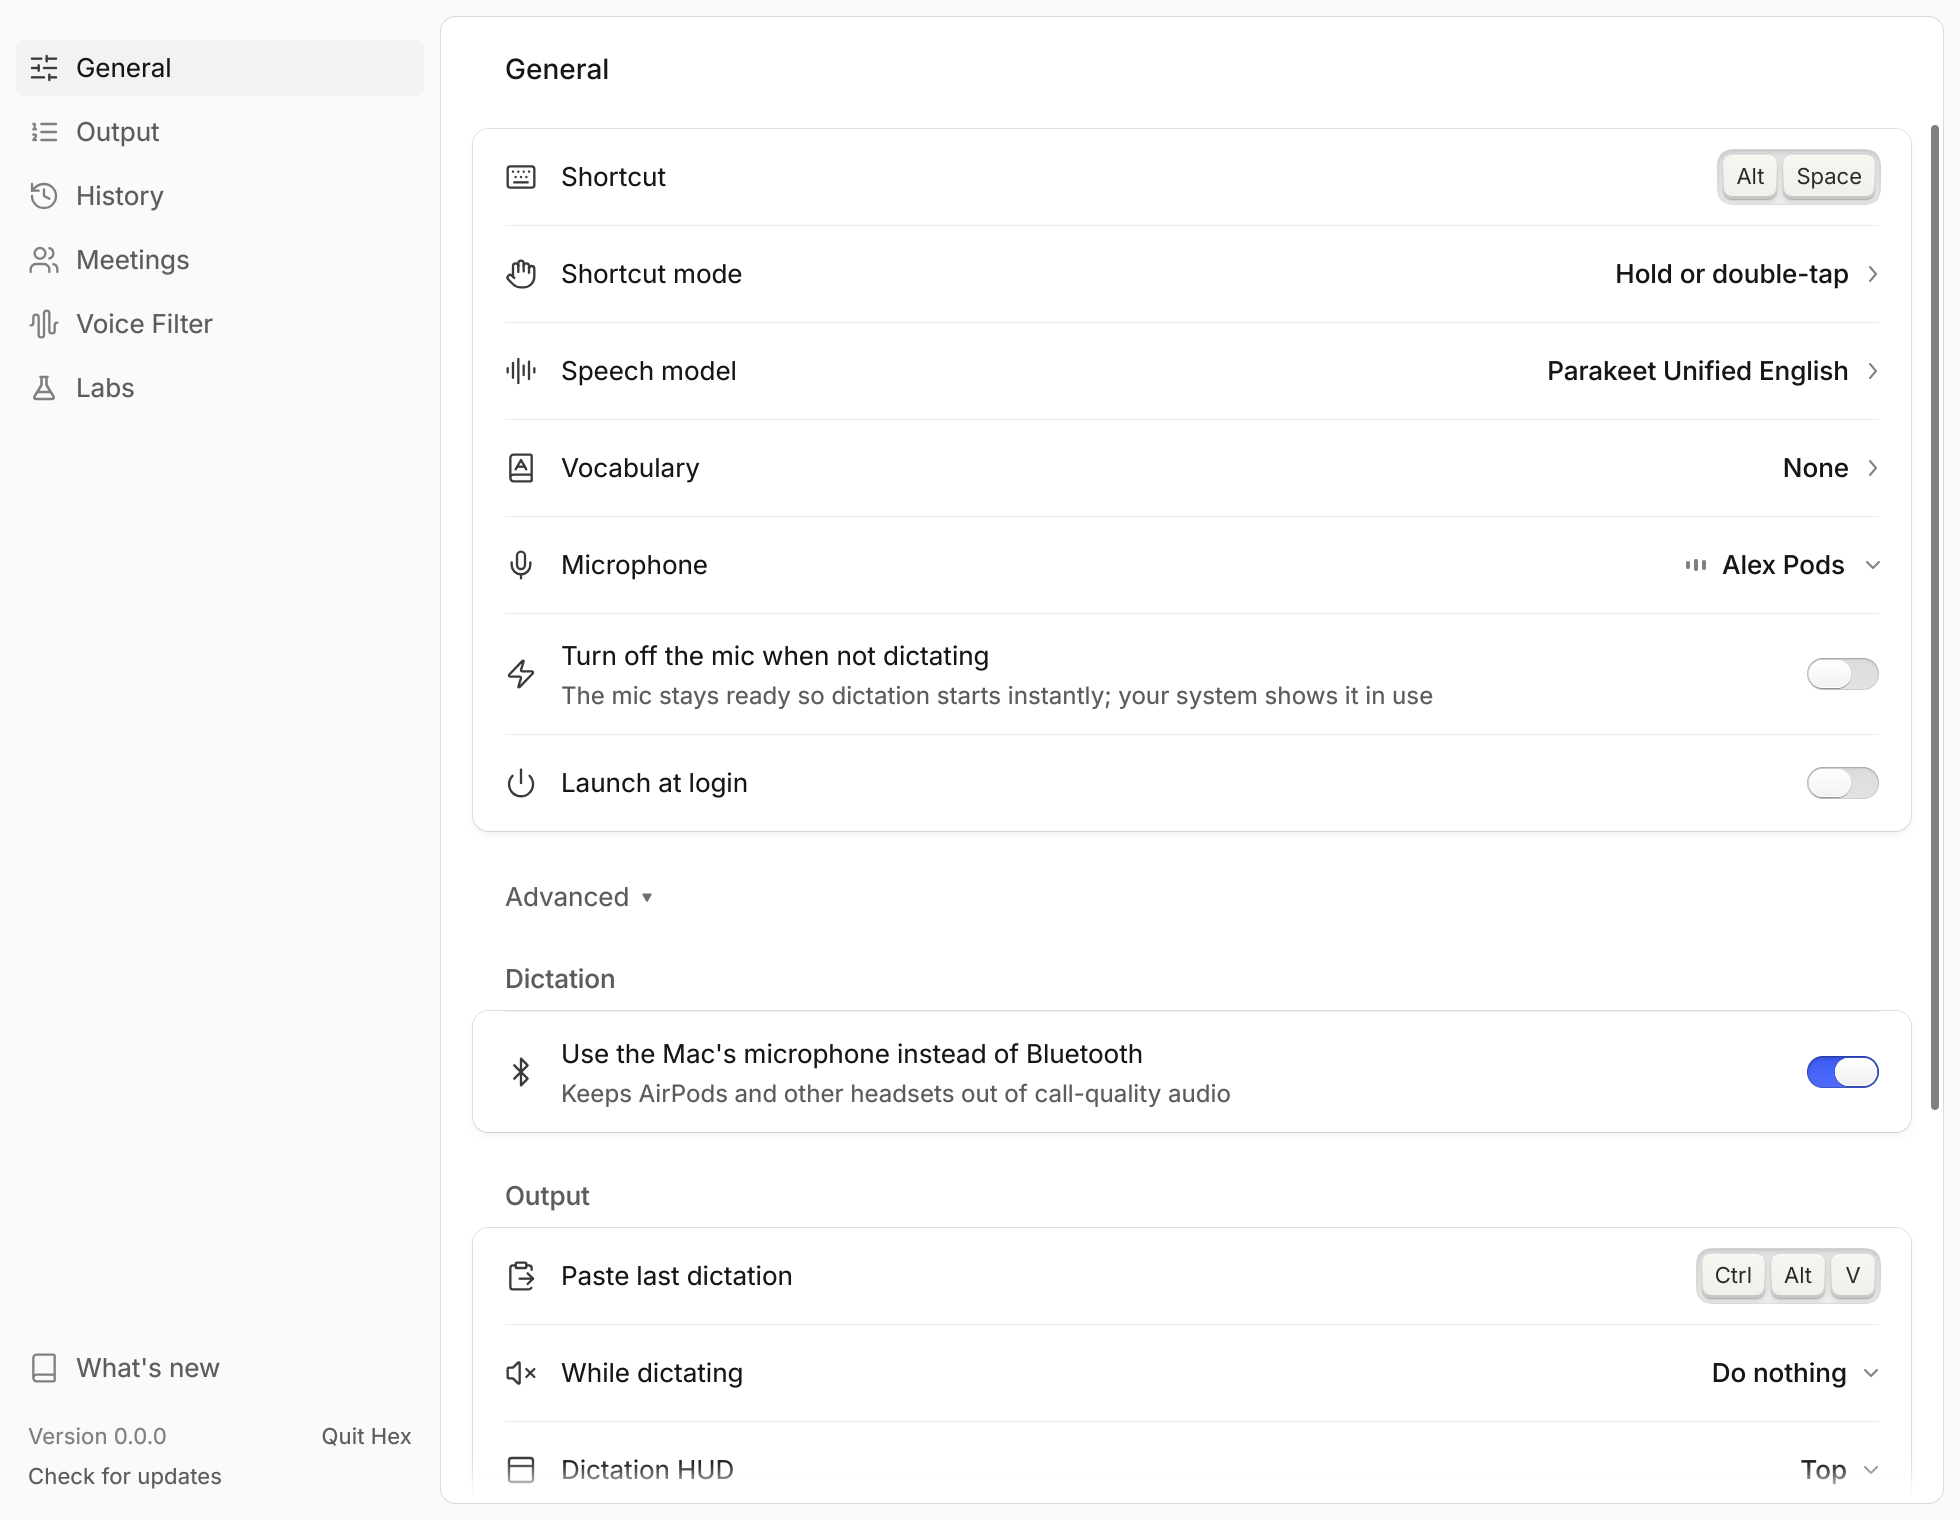 General
Output
History
Meetings
Voice Filter
Labs
What's new
Version 0.0.0
Quit Hex
Check for updates
General
Shortcut
Alt Space
Shortcut mode
Hold or double-tap
Speech model
Parakeet Unified English
Vocabulary
None
Microphone
Alex Pods
Turn off the mic when not dictating
The mic stays ready so dictation starts instantly; your system shows it in use
Launch at login
Advanced
Dictation
Use the Mac's microphone instead of Bluetooth
Keeps AirPods and other headsets out of call-quality audio
Output
Paste last dictation
Ctrl Alt V
While dictating
Do nothing
Dictation HUD
Top